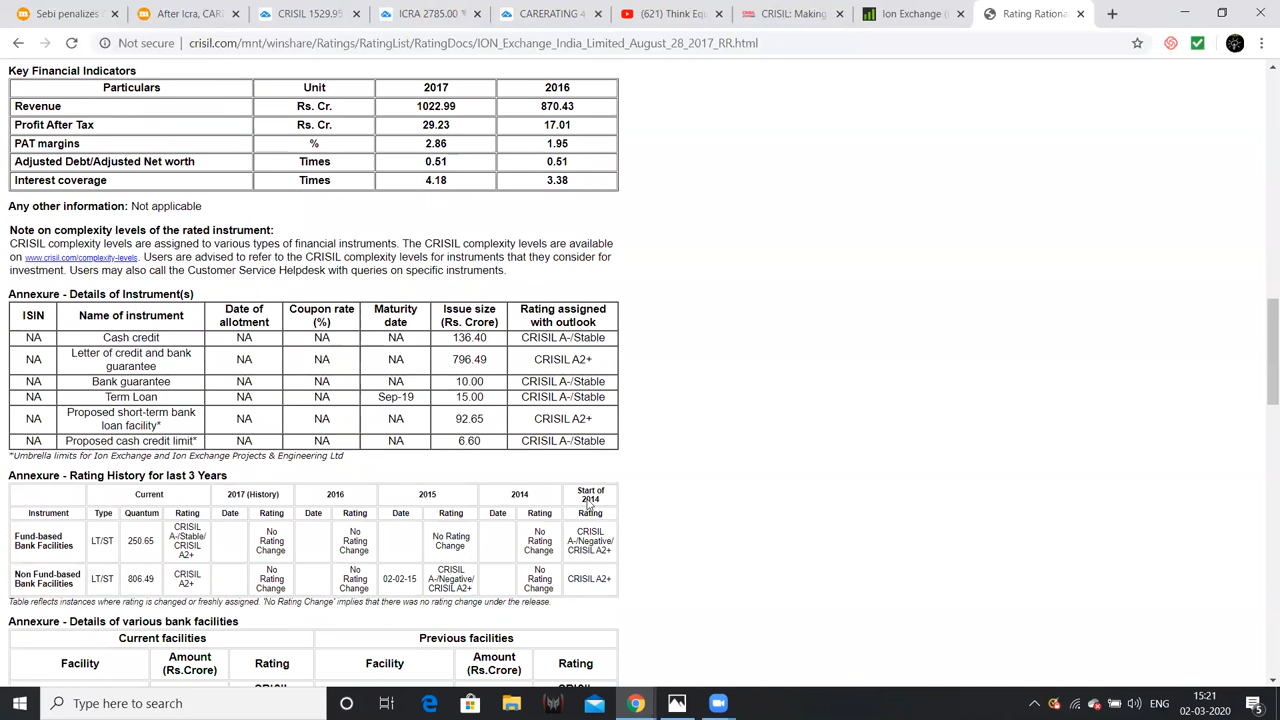 Sebi penalizes
After Icra, CARE
CRISIL 1529.95
ICRA 2785.00
CARERATING 4
(621) Think Equ
CRISIL: Making
Ion Exchange (
Rating Rationa
Not secure | crisil.com/mnt/winshare/Ratings/RatingList/RatingDocs/ION_Exchange_India_Limited_August_28_2017_RR.html
Key Financial Indicators
Particulars Unit 2017 2016
Revenue Rs. Cr. 1022.99 870.43
Profit After Tax Rs. Cr. 29.23 17.01
PAT margins % 2.86 1.95
Adjusted Debt/Adjusted Net worth Times 0.51 0.51
Interest coverage Times 4.18 3.38
Any other information: Not applicable
Note on complexity levels of the rated instrument:
CRISIL complexity levels are assigned to various types of financial instruments. The CRISIL complexity levels are available
on www.crisil.com/complexity-levels. Users are advised to refer to the CRISIL complexity levels for instruments that they consider for
investment. Users may also call the Customer Service Helpdesk with queries on specific instruments.
Annexure - Details of Instrument(s)
ISIN Name of instrument Date of allotment Coupon rate (%) Maturity date Issue size (Rs. Crore) Rating assigned with outlook
NA Cash credit NA NA NA 136.40 CRISIL A-/Stable
NA Letter of credit and bank guarantee NA NA NA 796.49 CRISIL A2+
NA Bank guarantee NA NA NA 10.00 CRISIL A-/Stable
NA Term Loan NA NA Sep-19 15.00 CRISIL A-/Stable
NA Proposed short-term bank loan facility* NA NA NA 92.65 CRISIL A2+
NA Proposed cash credit limit* NA NA NA 6.60 CRISIL A-/Stable
*Umbrella limits for Ion Exchange and Ion Exchange Projects & Engineering Ltd
Annexure - Rating History for last 3 Years
Current 2017 (History) 2016 2015 2014 Start of 2014
Instrument Type Quantum Rating Date Rating Date Rating Date Rating Date Rating Rating
Fund-based Bank Facilities LT/ST 250.65 CRISIL A-/Stable/ CRISIL A2+ No Rating Change No Rating Change No Rating Change No Rating Change CRISIL A-/Negative/ CRISIL A2+
Non Fund-based Bank Facilities LT/ST 806.49 CRISIL A2+ No Rating Change No Rating Change 02-02-15 CRISIL A-/Negative/ CRISIL A2+ No Rating Change CRISIL A2+
Table reflects instances where rating is changed or freshly assigned. 'No Rating Change' implies that there was no rating change under the release.
Annexure - Details of various bank facilities
Current facilities Previous facilities
Facility Amount (Rs.Crore) Rating Facility Amount (Rs.Crore) Rating
Type here to search
ENG
15:21
02-03-2020
5